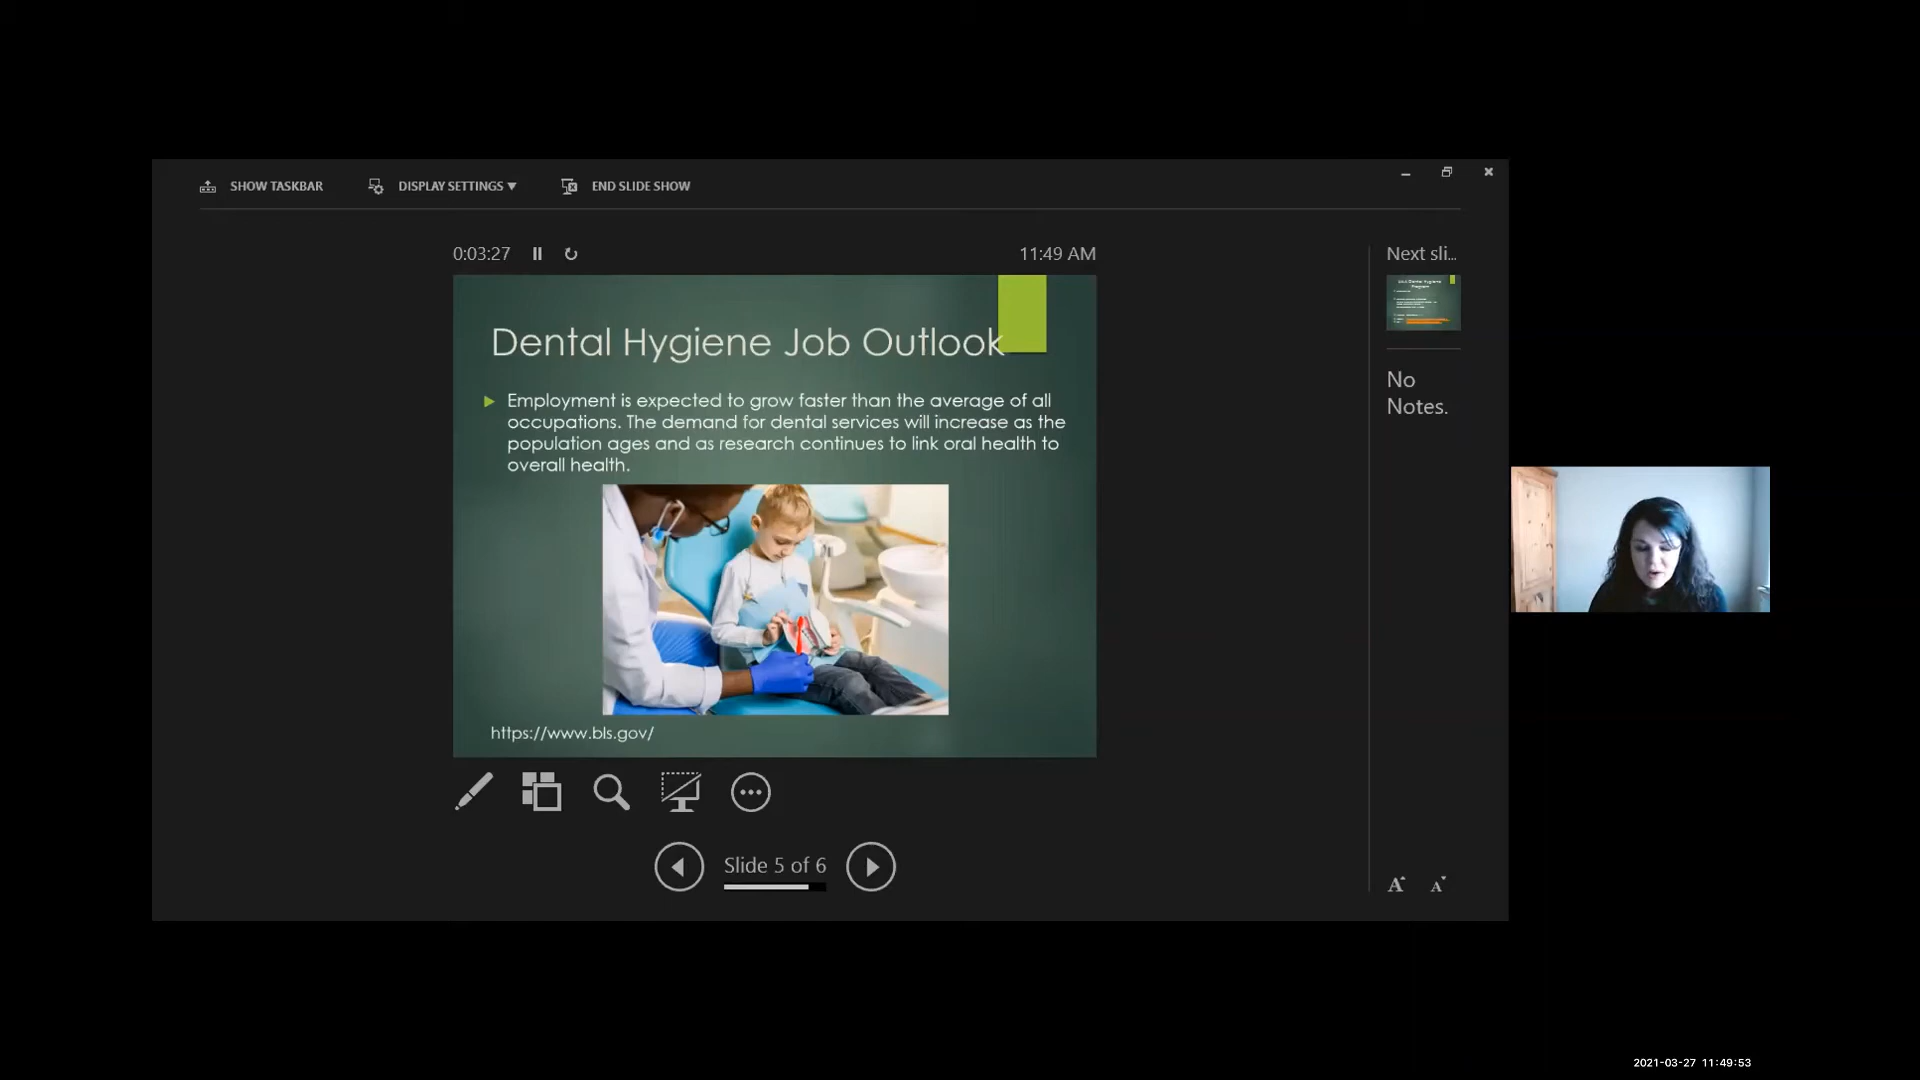 SHOW TASKBAR
DISPLAY SETTINGS ▼
END SLIDE SHOW
0:03:27
11:49 AM
Next sli...
Dental Hygiene Job Outlook
Employment is expected to grow faster than the average of all
occupations. The demand for dental services will increase as the
population ages and as research continues to link oral health to
overall health.
https://www.bls.gov/
No
Notes.
Slide 5 of 6
A
A
2021-03-27 11:49:53